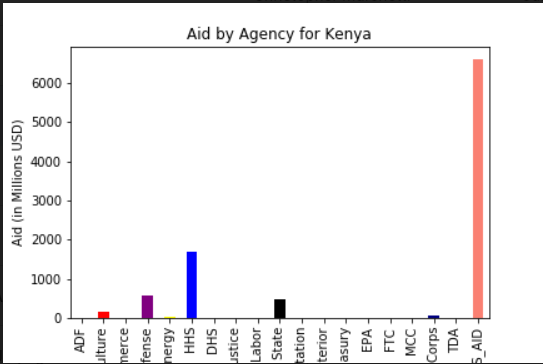 Aid by Agency for Kenya
Aid (in Millions USD)
6000
5000
4000
3000
2000
1000
0
ADF
ulture
merce
fense
nergy
HHS
DHS
ustice
Labor
State
tation
terior
asury
EPA
FTC
MCC
Corps
TDA
S_AID